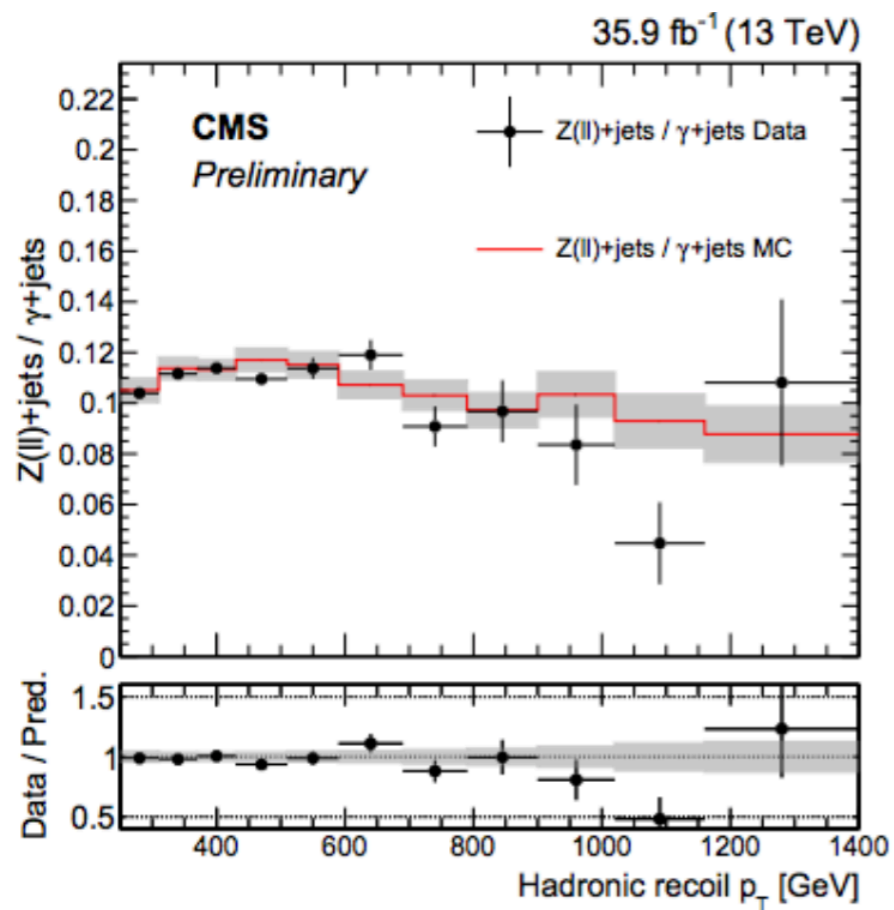 35.9 fb⁻¹ (13 TeV)
CMS
Preliminary
Z(ll)+jets / γ+jets Data
Z(ll)+jets / γ+jets MC
Z(ll)+jets / γ+jets
0.22
0.2
0.18
0.16
0.14
0.12
0.1
0.08
0.06
0.04
0.02
0
Data / Pred.
1.5
1
0.5
400 600 800 1000 1200 1400
Hadronic recoil p_T [GeV]